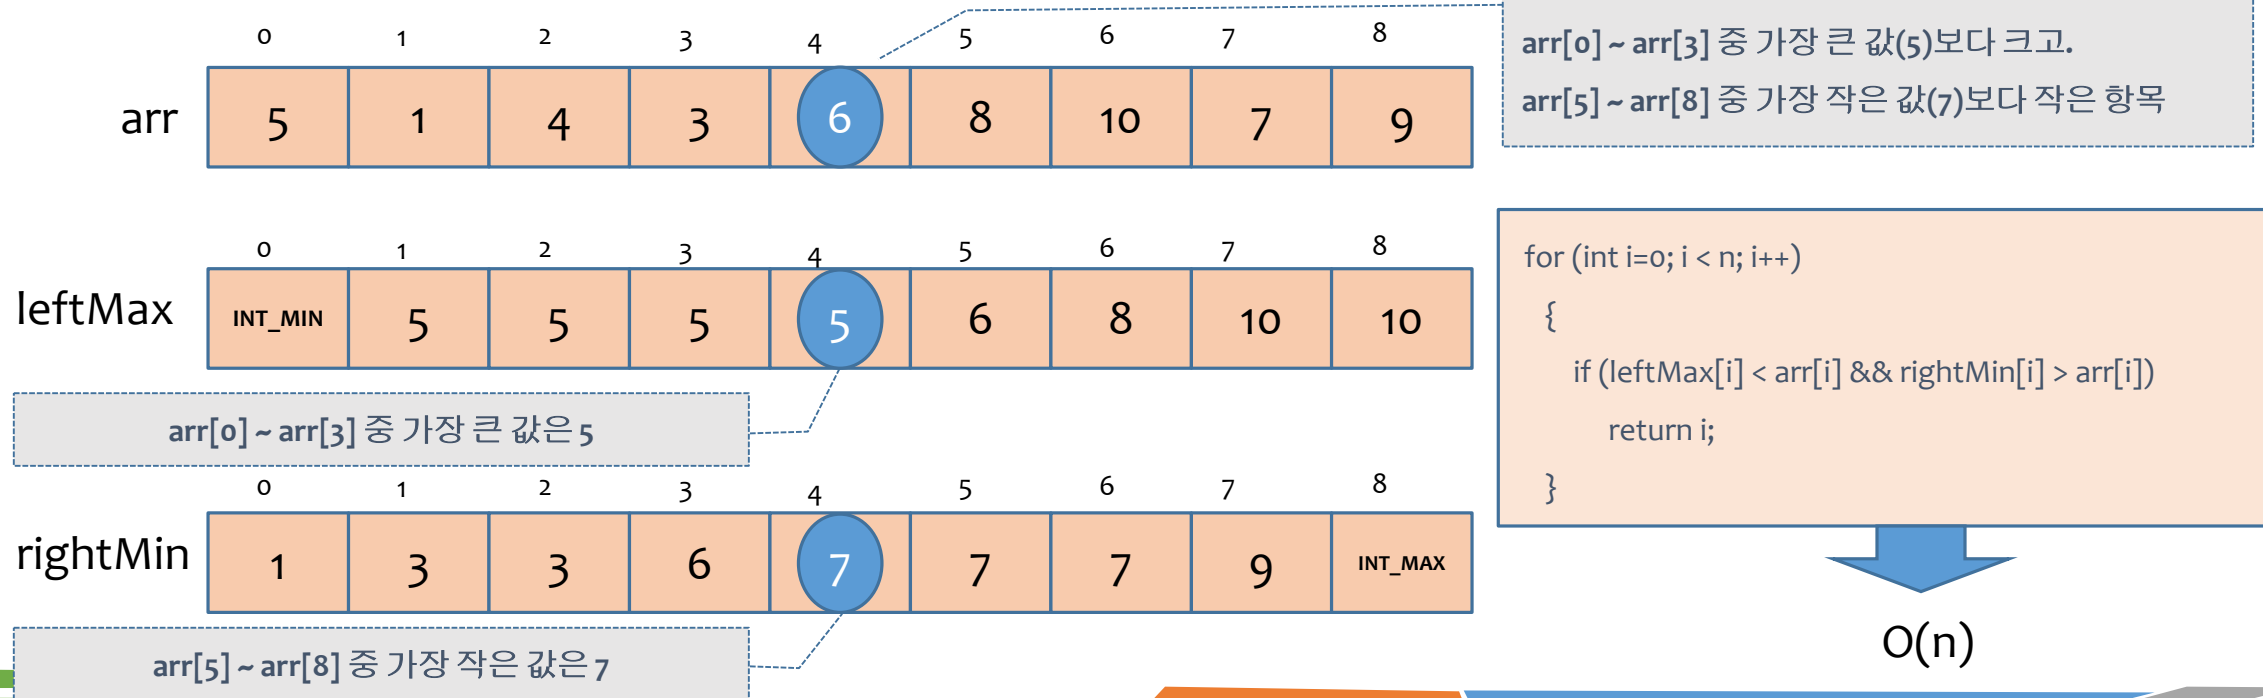 0 1 2 3 4 5 6 7 8
arr 5 1 4 3 6 8 10 7 9
arr[0] ~ arr[3] 중 가장 큰 값(5)보다 크고.
arr[5] ~ arr[8] 중 가장 작은 값(7)보다 작은 항목
0 1 2 3 4 5 6 7 8
leftMax INT_MIN 5 5 5 5 6 8 10 10
arr[0] ~ arr[3] 중 가장 큰 값은 5
0 1 2 3 4 5 6 7 8
rightMin 1 3 3 6 7 7 7 9 INT_MAX
arr[5] ~ arr[8] 중 가장 작은 값은 7
for (int i=0; i < n; i++)
{
if (leftMax[i] < arr[i] && rightMin[i] > arr[i])
return i;
}
O(n)